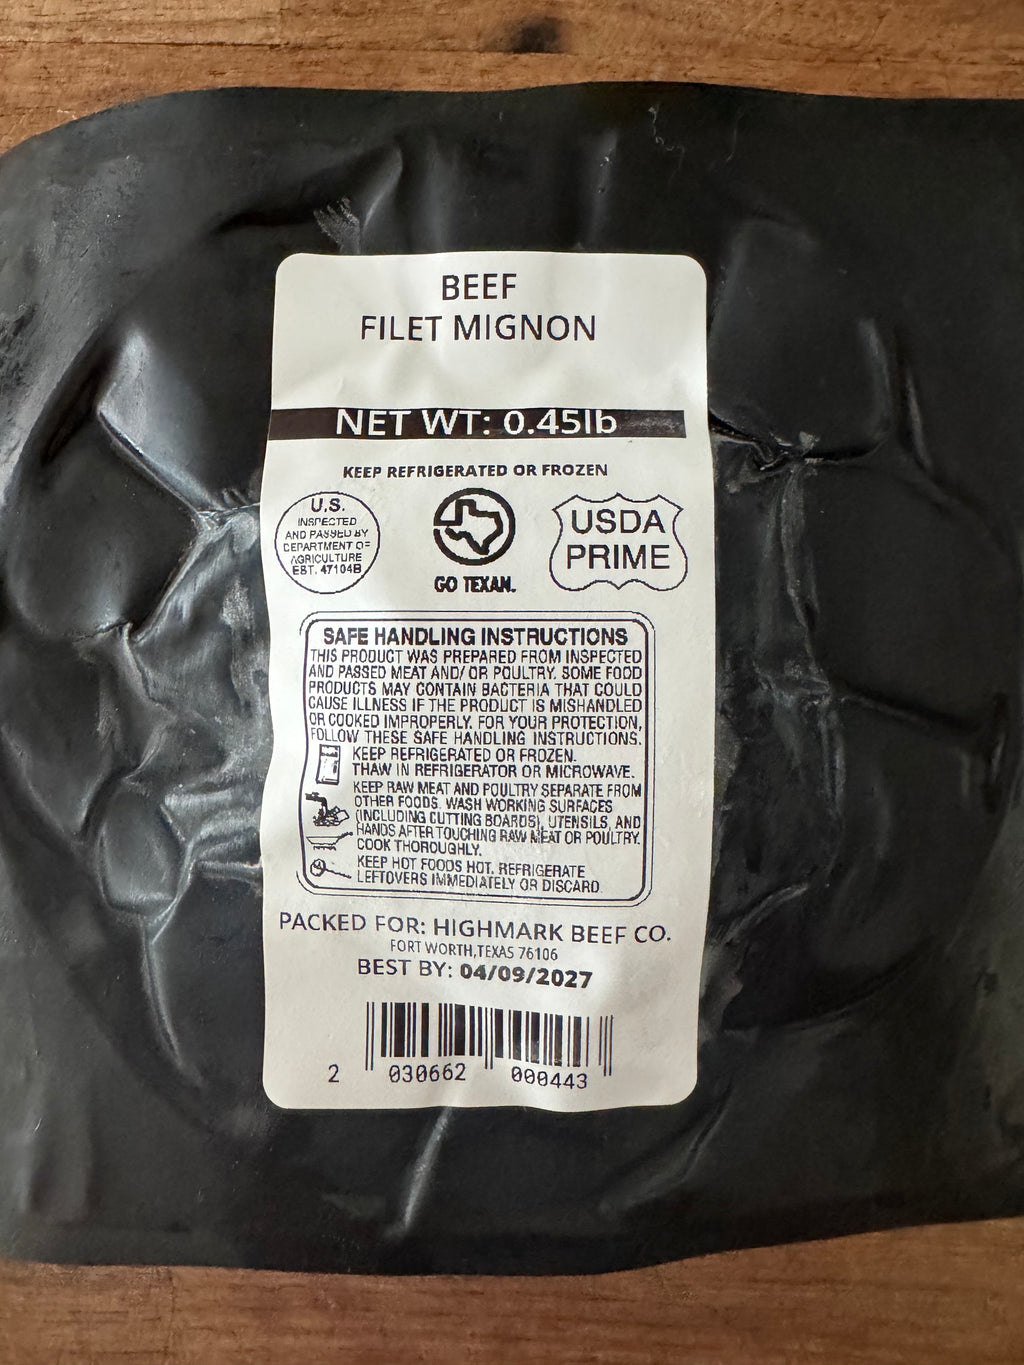 BEEF
FILET MIGNON
NET WT: 0.45lb
KEEP REFRIGERATED OR FROZEN
U.S.
INSPECTED
AND PASSED BY
DEPARTMENT OF
AGRICULTURE
EST. 47104B
GO TEXAN.
USDA
PRIME
SAFE HANDLING INSTRUCTIONS
THIS PRODUCT WAS PREPARED FROM INSPECTED
AND PASSED MEAT AND/ OR POULTRY. SOME FOOD
PRODUCTS MAY CONTAIN BACTERIA THAT COULD
CAUSE ILLNESS IF THE PRODUCT IS MISHANDLED
OR COOKED IMPROPERLY. FOR YOUR PROTECTION,
FOLLOW THESE SAFE HANDLING INSTRUCTIONS.
KEEP REFRIGERATED OR FROZEN.
THAW IN REFRIGERATOR OR MICROWAVE.
KEEP RAW MEAT AND POULTRY SEPARATE FROM
OTHER FOODS. WASH WORKING SURFACES
(INCLUDING CUTTING BOARDS), UTENSILS, AND
HANDS AFTER TOUCHING RAW MEAT OR POULTRY.
COOK THOROUGHLY.
KEEP HOT FOODS HOT. REFRIGERATE
LEFTOVERS IMMEDIATELY OR DISCARD.
PACKED FOR: HIGHMARK BEEF CO.
FORT WORTH,TEXAS 76106
BEST BY: 04/09/2027
2 030662 000443